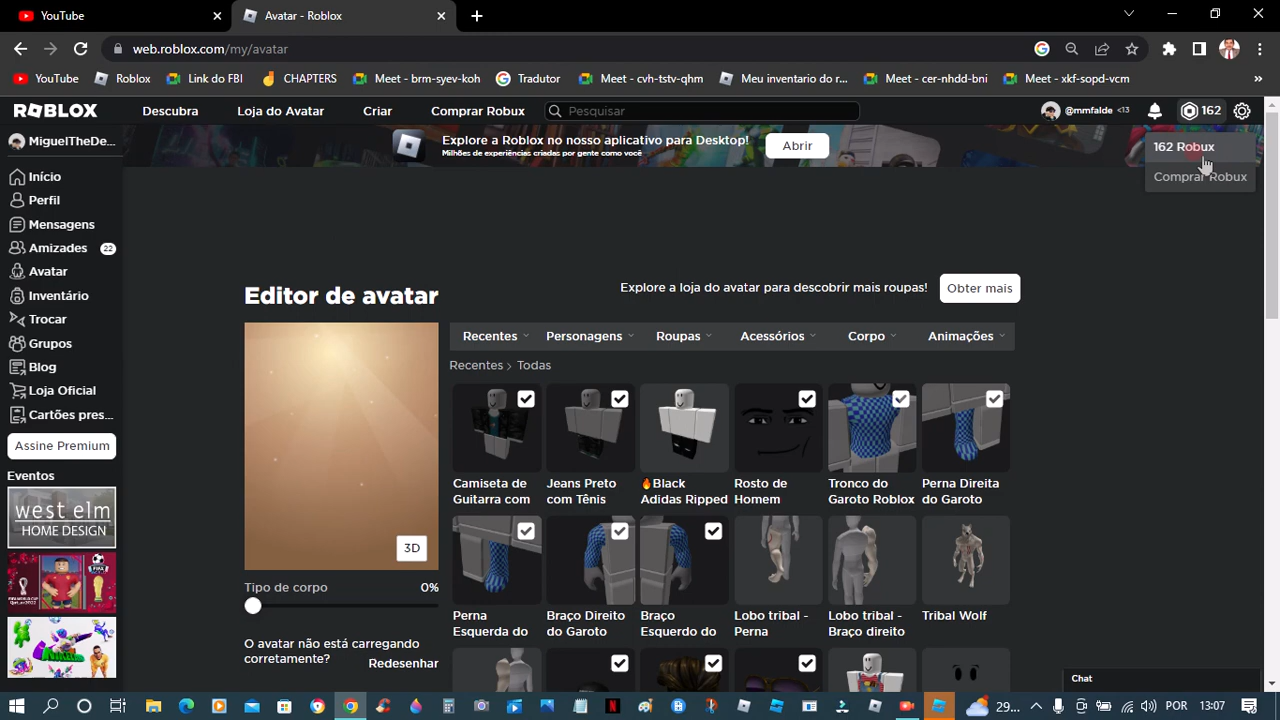 YouTube
Avatar - Roblox
web.roblox.com/my/avatar
YouTube
Roblox
Link do FBI
CHAPTERS
Meet - brm-syev-koh
Tradutor
Meet - cvh-tstv-qhm
Meu inventario do r...
Meet - cer-nhdd-bni
Meet - xkf-sopd-vcm
ROBLOX
Descubra
Loja do Avatar
Criar
Comprar Robux
Pesquisar
@mmfalde <13
162
MiguelTheDe...
Explore a Roblox no nosso aplicativo para Desktop!
Milhões de experiências criadas por gente como você
Abrir
162 Robux
Comprar Robux
Início
Perfil
Mensagens
Amizades 22
Avatar
Inventário
Trocar
Grupos
Blog
Loja Oficial
Cartões pres...
Assine Premium
Eventos
west elm
HOME DESIGN
Editor de avatar
Explore a loja do avatar para descobrir mais roupas!
Obter mais
3D
Tipo de corpo 0%
O avatar não está carregando
corretamente?
Redesenhar
Recentes
Personagens
Roupas
Acessórios
Corpo
Animações
Recentes > Todas
Camiseta de
Guitarra com
Jeans Preto
com Tênis
🔥Black
Adidas Ripped
Rosto de
Homem
Tronco do
Garoto Roblox
Perna Direita
do Garoto
Perna
Esquerda do
Braço Direito
do Garoto
Braço
Esquerdo do
Lobo tribal -
Perna
Lobo tribal -
Braço direito
Tribal Wolf
Chat
29...
POR
13:07